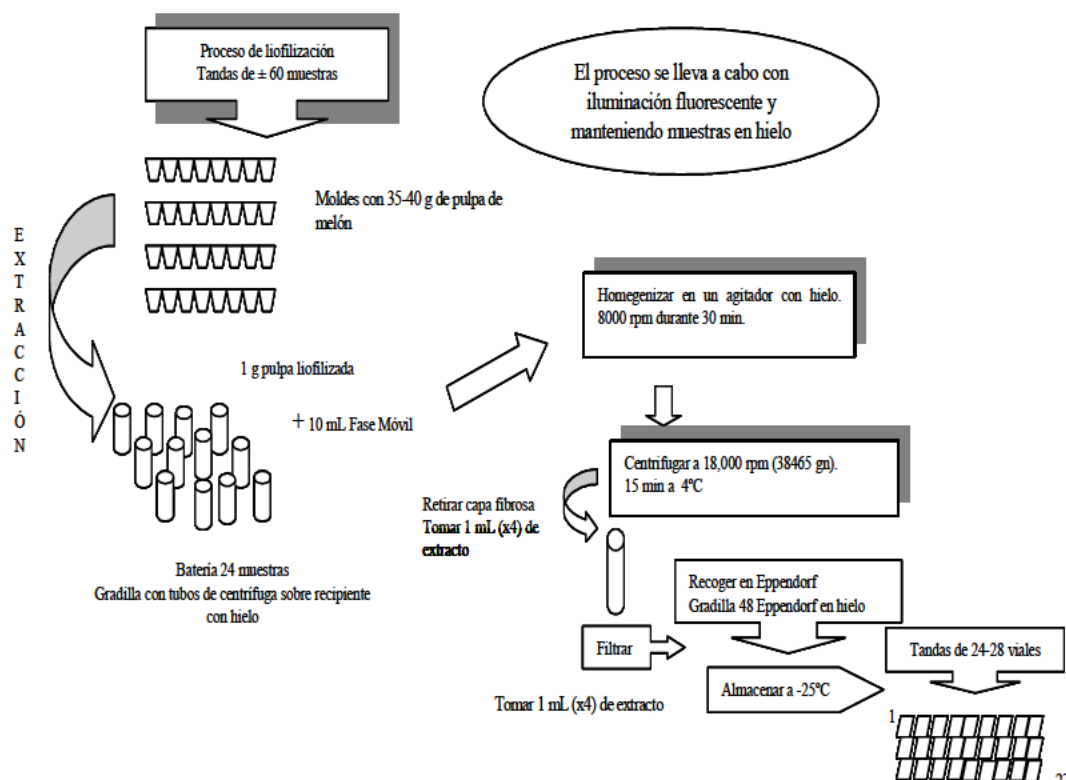 Proceso de liofilización
Tandas de ± 60 muestras
El proceso se lleva a cabo con
iluminación fluorescente y
manteniendo muestras en hielo
Moldes con 35-40 g de pulpa de
melón
EXTRACCIÓN
1 g pulpa liofilizada
+ 10 mL Fase Móvil
Batería 24 muestras
Gradilla con tubos de centrífuga sobre recipiente
con hielo
Homegenizar en un agitador con hielo.
8000 rpm durante 30 min.
Centrifugar a 18,000 rpm (38465 gn).
15 min a 4ºC
Retirar capa fibrosa
Tomar 1 mL (x4) de
extracto
Recoger en Eppendorf
Gradilla 48 Eppendorf en hielo
Filtrar
Tomar 1 mL (x4) de extracto
Almacenar a -25ºC
Tandas de 24-28 viales
1